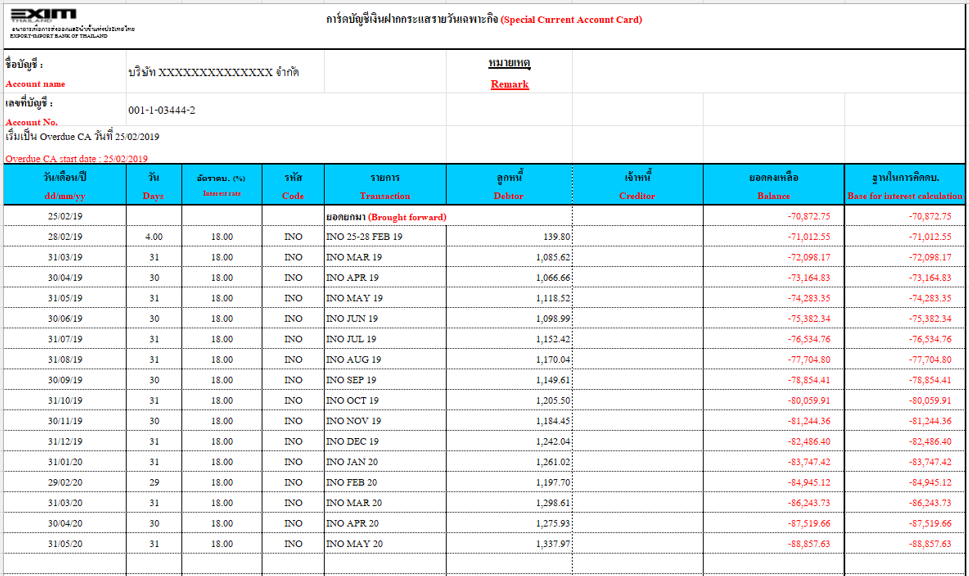 EXIM
THAILAND
ธนาคารเพื่อการส่งออกและนำเข้าแห่งประเทศไทย
EXPORT-IMPORT BANK OF THAILAND
การ์ดบัญชีเงินฝากกระแสรายวันเฉพาะกิจ (Special Current Account Card)
ชื่อบัญชี :
Account name
บริษัท XXXXXXXXXXXXXX จำกัด
หมายเหตุ
Remark
เลขที่บัญชี :
Account No.
001-1-03444-2
เริ่มเป็น Overdue CA วันที่ 25/02/2019
Overdue CA start date : 25/02/2019
วัน/เดือน/ปี วัน อัตราดบ. (%) รหัส รายการ ลูกหนี้ เจ้าหนี้ ยอดคงเหลือ ฐานในการคิดดบ.
dd/mm/yy Days Interest rate Code Transaction Debtor Creditor Balance Base for interest calculation
25/02/19 ยอดยกมา (Brought forward) -70,872.75 -70,872.75
28/02/19 4.00 18.00 INO INO 25-28 FEB 19 139.80 -71,012.55 -71,012.55
31/03/19 31 18.00 INO INO MAR 19 1,085.62 -72,098.17 -72,098.17
30/04/19 30 18.00 INO INO APR 19 1,066.66 -73,164.83 -73,164.83
31/05/19 31 18.00 INO INO MAY 19 1,118.52 -74,283.35 -74,283.35
30/06/19 30 18.00 INO INO JUN 19 1,098.99 -75,382.34 -75,382.34
31/07/19 31 18.00 INO INO JUL 19 1,152.42 -76,534.76 -76,534.76
31/08/19 31 18.00 INO INO AUG 19 1,170.04 -77,704.80 -77,704.80
30/09/19 30 18.00 INO INO SEP 19 1,149.61 -78,854.41 -78,854.41
31/10/19 31 18.00 INO INO OCT 19 1,205.50 -80,059.91 -80,059.91
30/11/19 30 18.00 INO INO NOV 19 1,184.45 -81,244.36 -81,244.36
31/12/19 31 18.00 INO INO DEC 19 1,242.04 -82,486.40 -82,486.40
31/01/20 31 18.00 INO INO JAN 20 1,261.02 -83,747.42 -83,747.42
29/02/20 29 18.00 INO INO FEB 20 1,197.70 -84,945.12 -84,945.12
31/03/20 31 18.00 INO INO MAR 20 1,298.61 -86,243.73 -86,243.73
30/04/20 30 18.00 INO INO APR 20 1,275.93 -87,519.66 -87,519.66
31/05/20 31 18.00 INO INO MAY 20 1,337.97 -88,857.63 -88,857.63